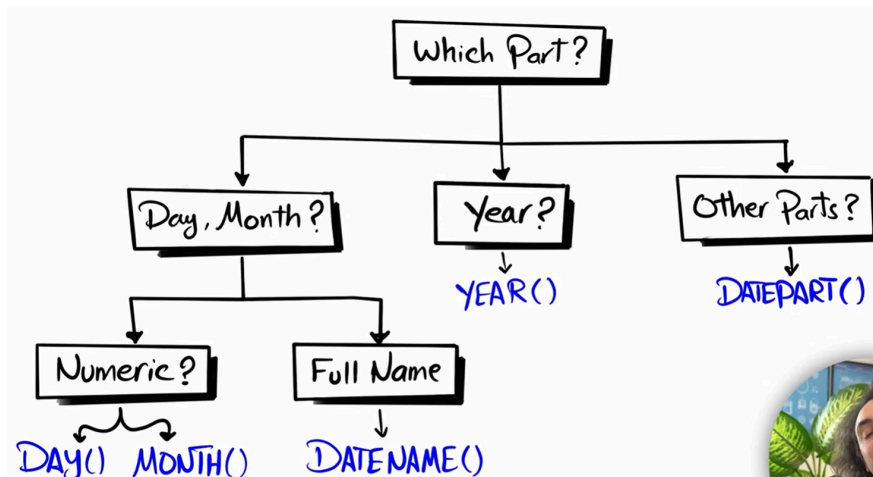 Which Part?
Day, Month?
Year?
Other Parts?
YEAR()
DATEPART()
Numeric?
Full Name
DAY() MONTH()
DATENAME()